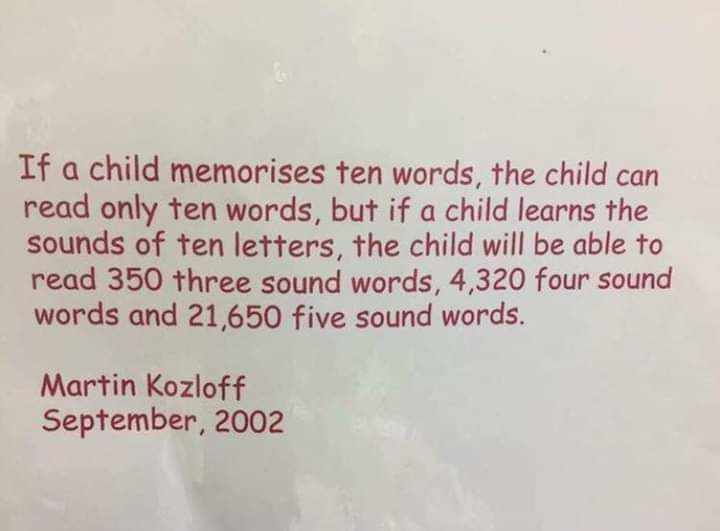 If a child memorises ten words, the child can
read only ten words, but if a child learns the
sounds of ten letters, the child will be able to
read 350 three sound words, 4,320 four sound
words and 21,650 five sound words.
Martin Kozloff
September, 2002